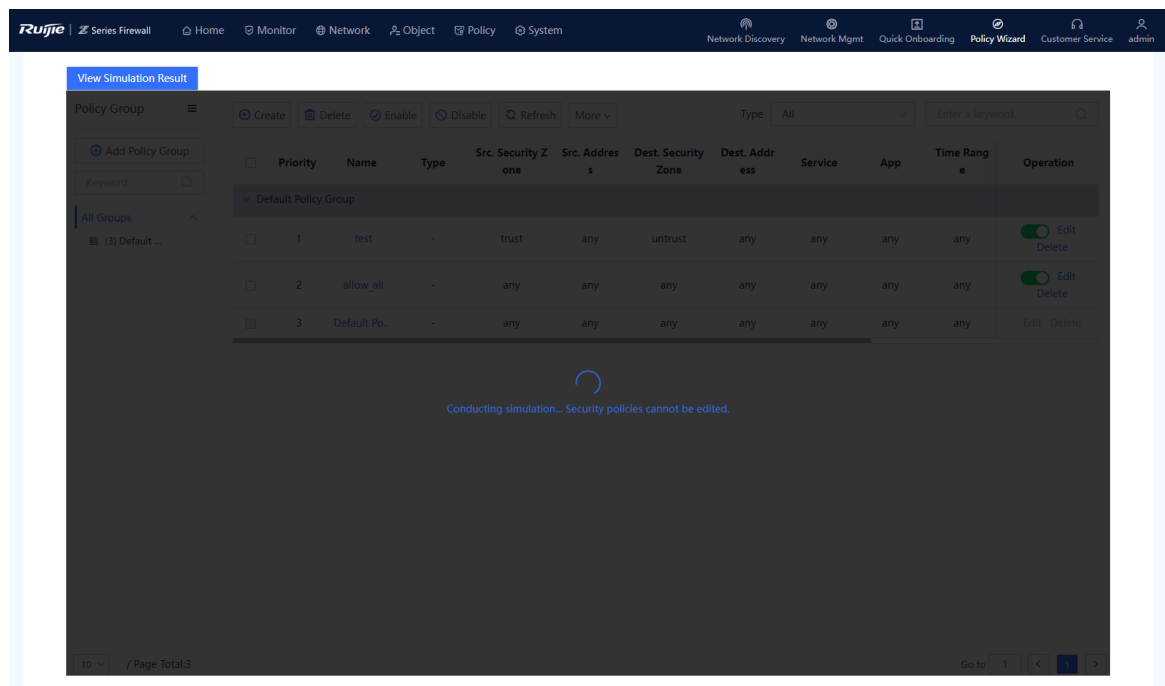 Ruijie | Z Series Firewall Home Monitor Network Object Policy System Network Discovery Network Mgmt Quick Onboarding Policy Wizard Customer Service admin
View Simulation Result
Policy Group
Create Delete Enable Disable Refresh More Type All Enter a keyword.
Add Policy Group
Keyword
All Groups
(3) Default ...
Priority Name Type Src. Security Z one Src. Addres s Dest. Security Zone Dest. Addr ess Service App Time Rang e Operation
Default Policy Group
1 test - trust any untrust any any any any Edit Delete
2 allow_all - any any any any any any any Edit Delete
3 Default Po... - any any any any any any any Edit Delete
Conducting simulation... Security policies cannot be edited.
10 / Page Total:3 Go to 1 < 1 >